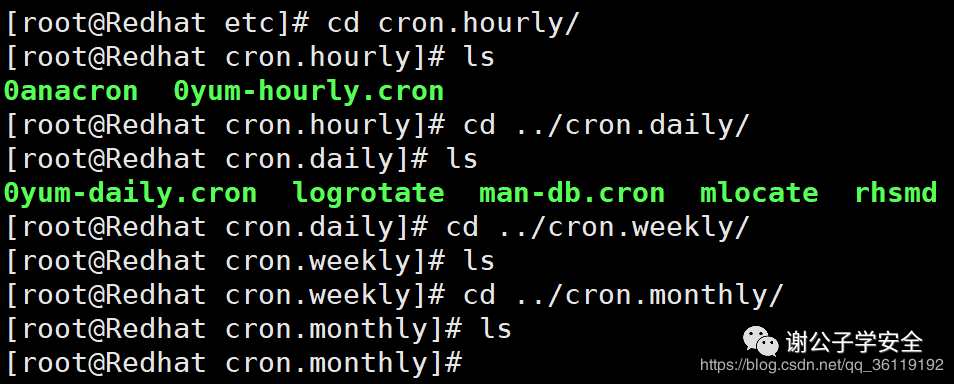 [root@Redhat etc]# cd cron.hourly/
[root@Redhat cron.hourly]# ls
0anacron  0yum-hourly.cron
[root@Redhat cron.hourly]# cd ../cron.daily/
[root@Redhat cron.daily]# ls
0yum-daily.cron  logrotate  man-db.cron  mlocate  rhsmd
[root@Redhat cron.daily]# cd ../cron.weekly/
[root@Redhat cron.weekly]# ls
[root@Redhat cron.weekly]# cd ../cron.monthly/
[root@Redhat cron.monthly]# ls
[root@Redhat cron.monthly]#
谢公子学安全
https://blog.csdn.net/qq_36119192